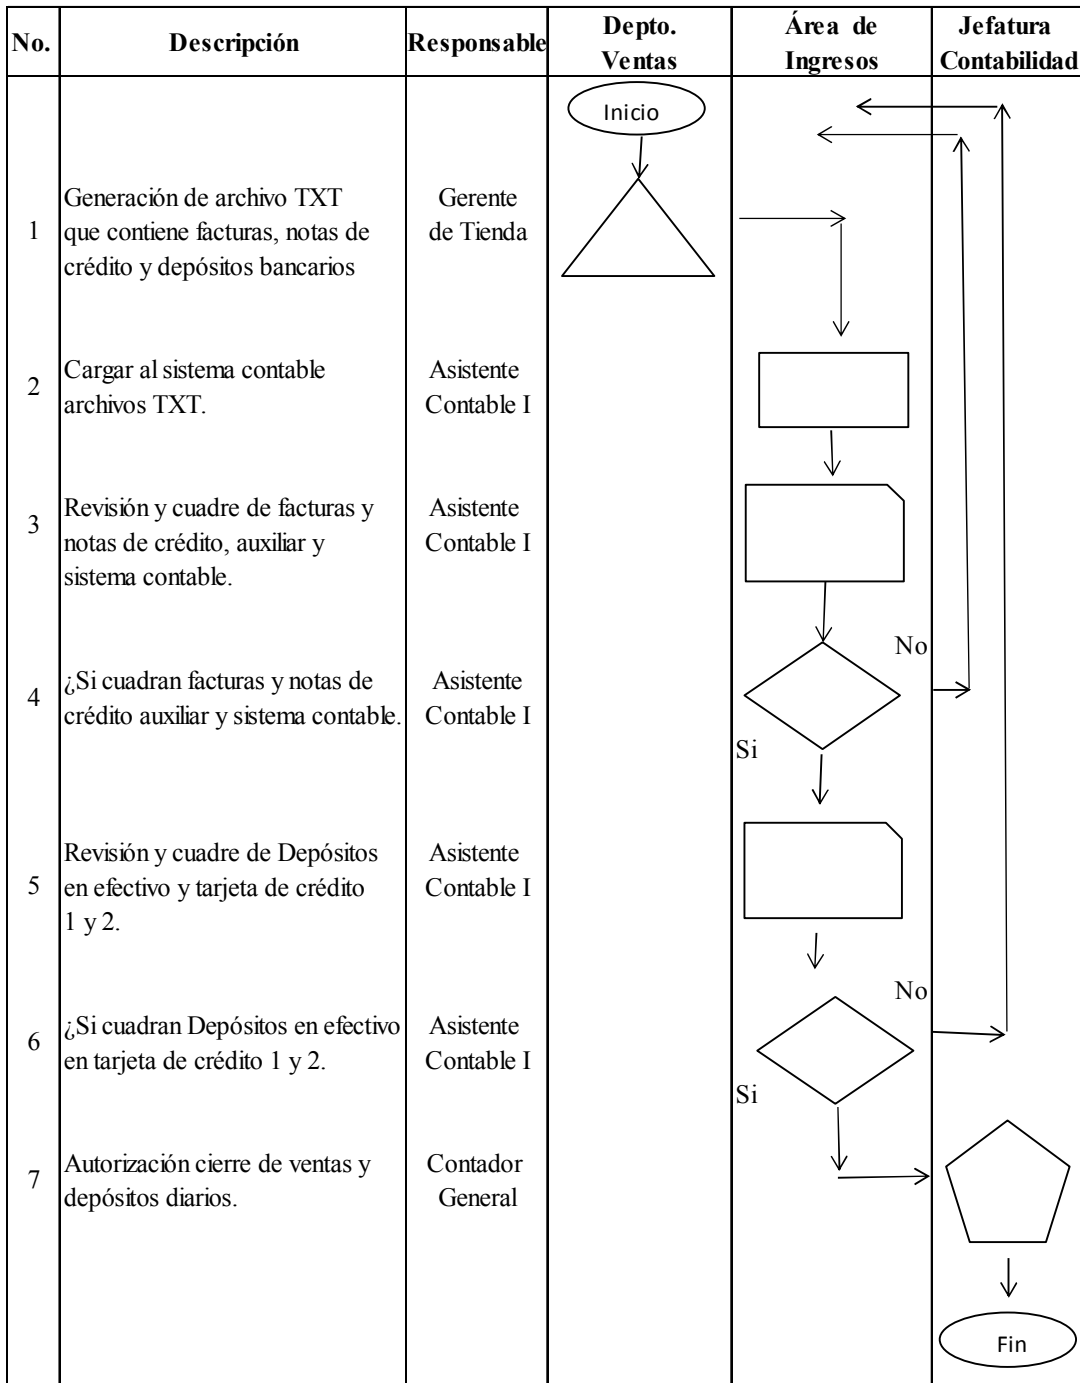 No. Descripción Responsable Depto. Ventas Área de Ingresos Jefatura Contabilidad
Inicio
1
Generación de archivo TXT
que contiene facturas, notas de
crédito y depósitos bancarios
Gerente
de Tienda
2
Cargar al sistema contable
archivos TXT.
Asistente
Contable I
3
Revisión y cuadre de facturas y
notas de crédito, auxiliar y
sistema contable.
Asistente
Contable I
4
¿Si cuadran facturas y notas de
crédito auxiliar y sistema contable.
Asistente
Contable I
No
Si
5
Revisión y cuadre de Depósitos
en efectivo y tarjeta de crédito
1 y 2.
Asistente
Contable I
6
¿Si cuadran Depósitos en efectivo
en tarjeta de crédito 1 y 2.
Asistente
Contable I
No
Si
7
Autorización cierre de ventas y
depósitos diarios.
Contador
General
Fin